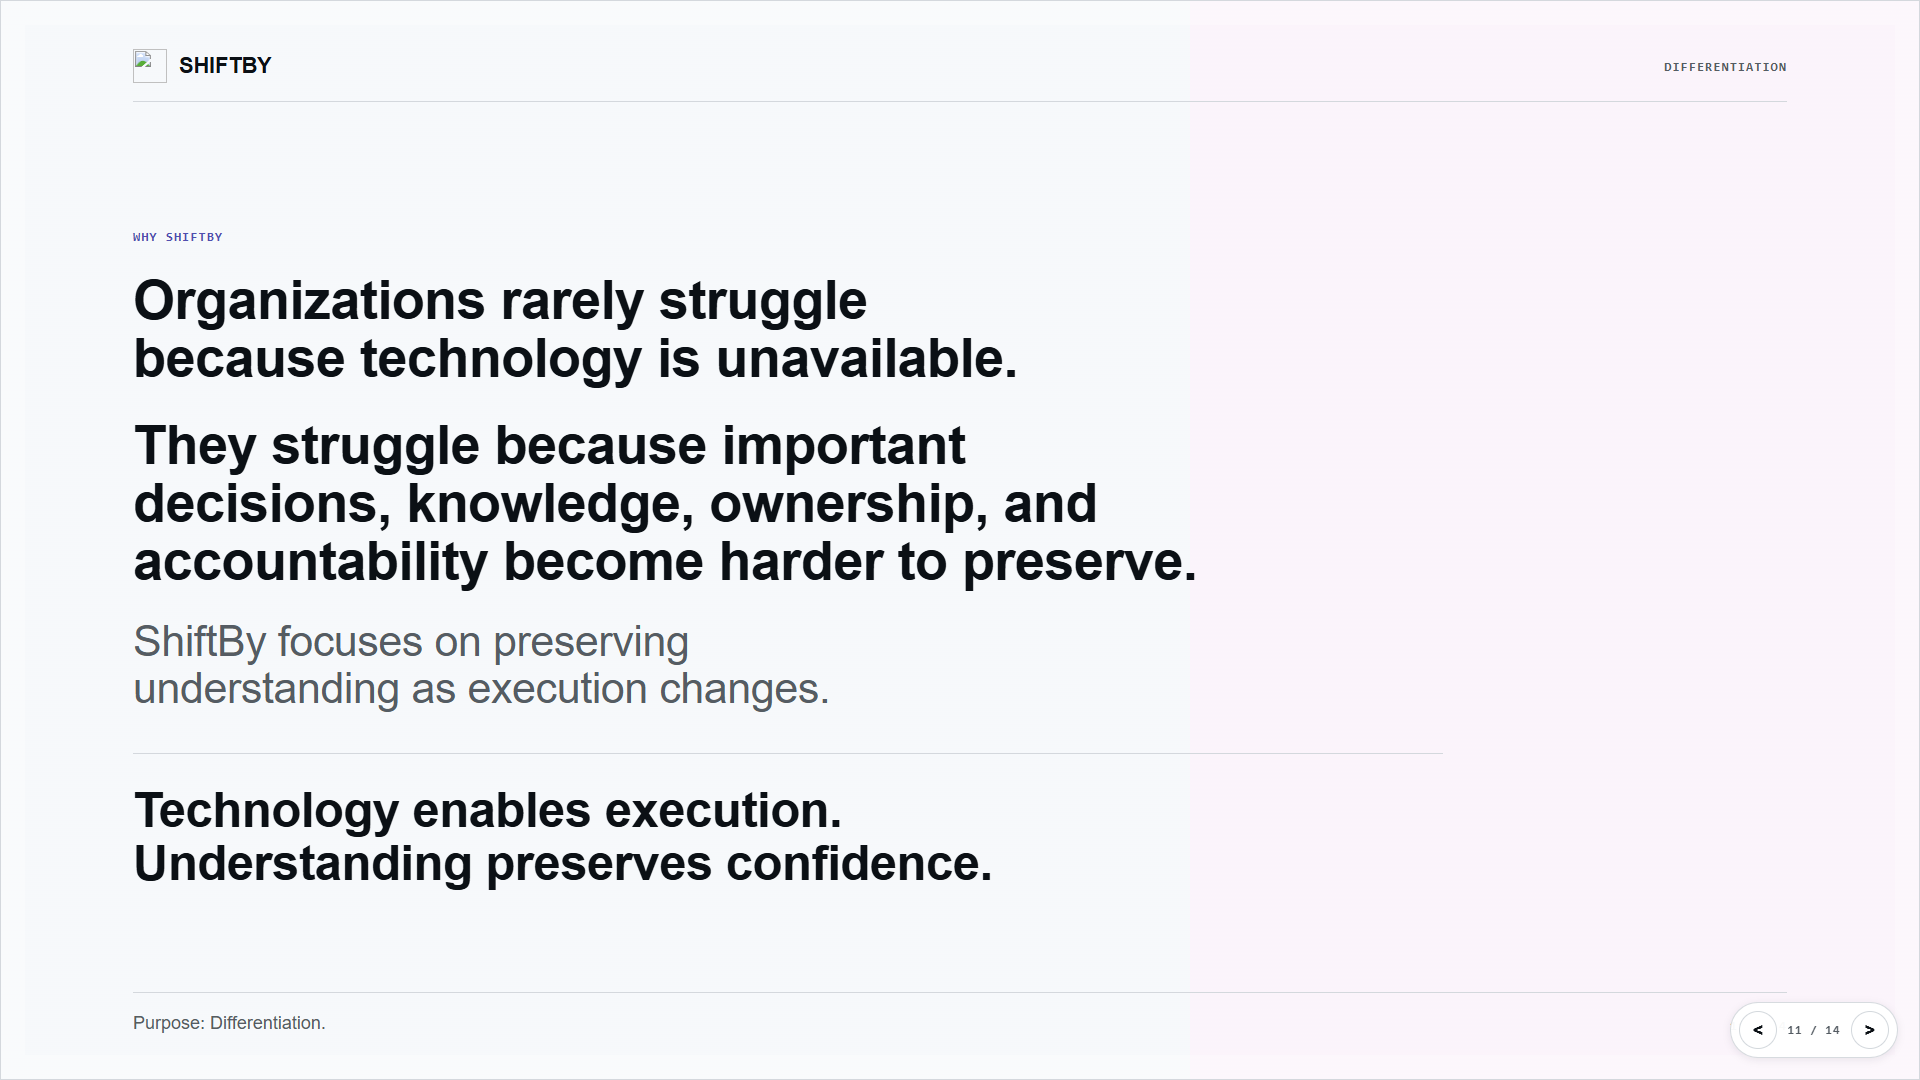 SHIFTBY
DIFFERENTIATION
WHY SHIFTBY
Organizations rarely struggle
because technology is unavailable.
They struggle because important
decisions, knowledge, ownership, and
accountability become harder to preserve.
ShiftBy focuses on preserving
understanding as execution changes.
Technology enables execution.
Understanding preserves confidence.
Purpose: Differentiation.
< 11 / 14 >